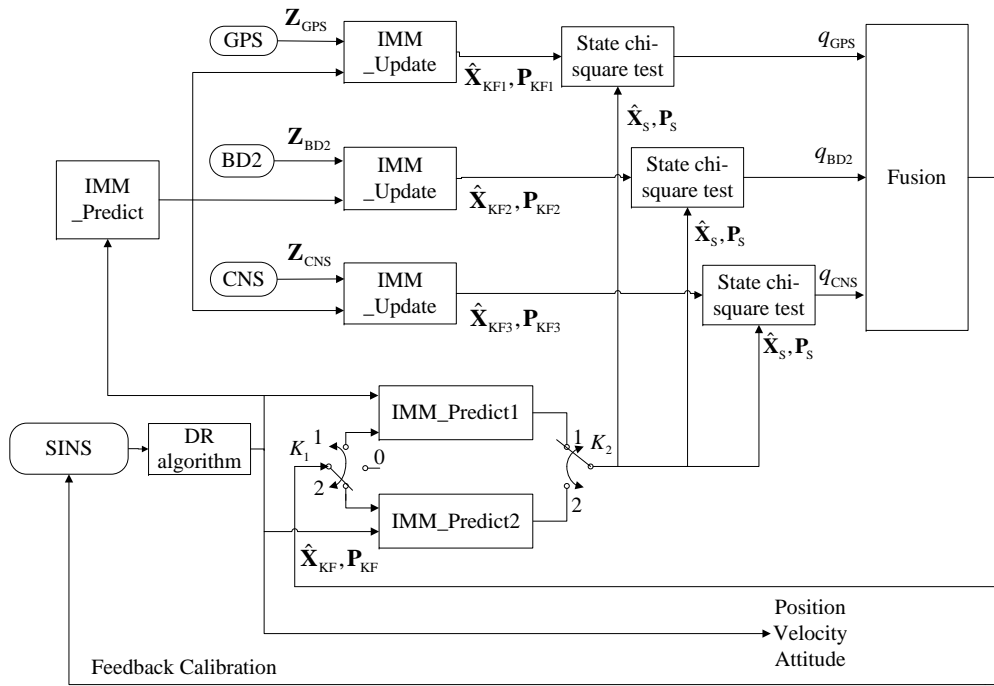 GPS
Z_GPS
IMM
_Update
X̂_KF1, P_KF1
State chi-
square test
q_GPS
X̂_S, P_S
BD2
Z_BD2
IMM
_Update
X̂_KF2, P_KF2
State chi-
square test
q_BD2
X̂_S, P_S
Fusion
IMM
_Predict
CNS
Z_CNS
IMM
_Update
X̂_KF3, P_KF3
State chi-
square test
q_CNS
X̂_S, P_S
SINS
DR
algorithm
K_1
1
0
2
IMM_Predict1
IMM_Predict2
1
K_2
2
X̂_KF, P_KF
Position
Velocity
Attitude
Feedback Calibration